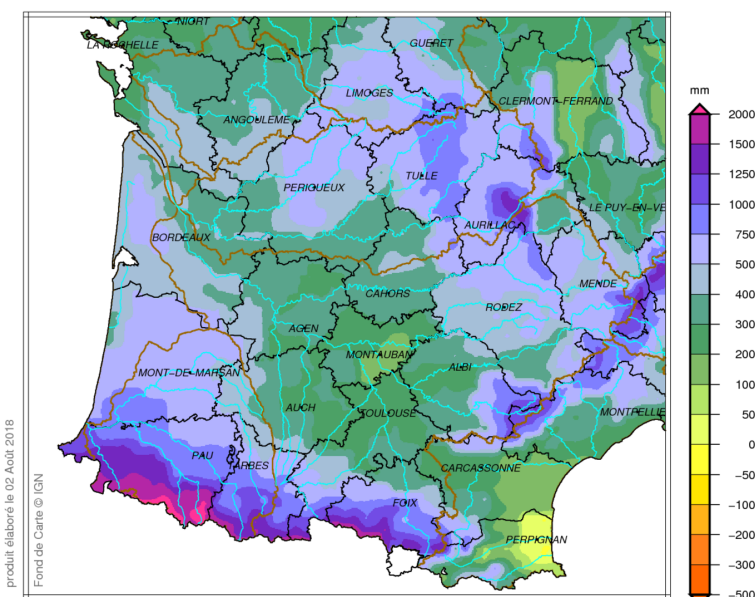 NIORT
LA ROCHELLE
GUERET
mm
2000
LIMOGES
CLERMONT-FERRAND
1500
ANGOULEME
1250
PERIGUEUX
TULLE
1000
LE PUY-EN-VE
AURILLAC
750
BORDEAUX
500
MENDE
CAHORS
400
RODEZ
AGEN
300
MONTAUBAN
200
ALBI
MONT-DE-MARSAN
100
AUCH
TOULOUSE
MONTPELLIE
50
PAU
ARBES
0
CARCASSONNE
-50
FOIX
-100
PERPIGNAN
-200
-300
-500
produit élaboré le 02 Août 2018
Fond de Carte © IGN